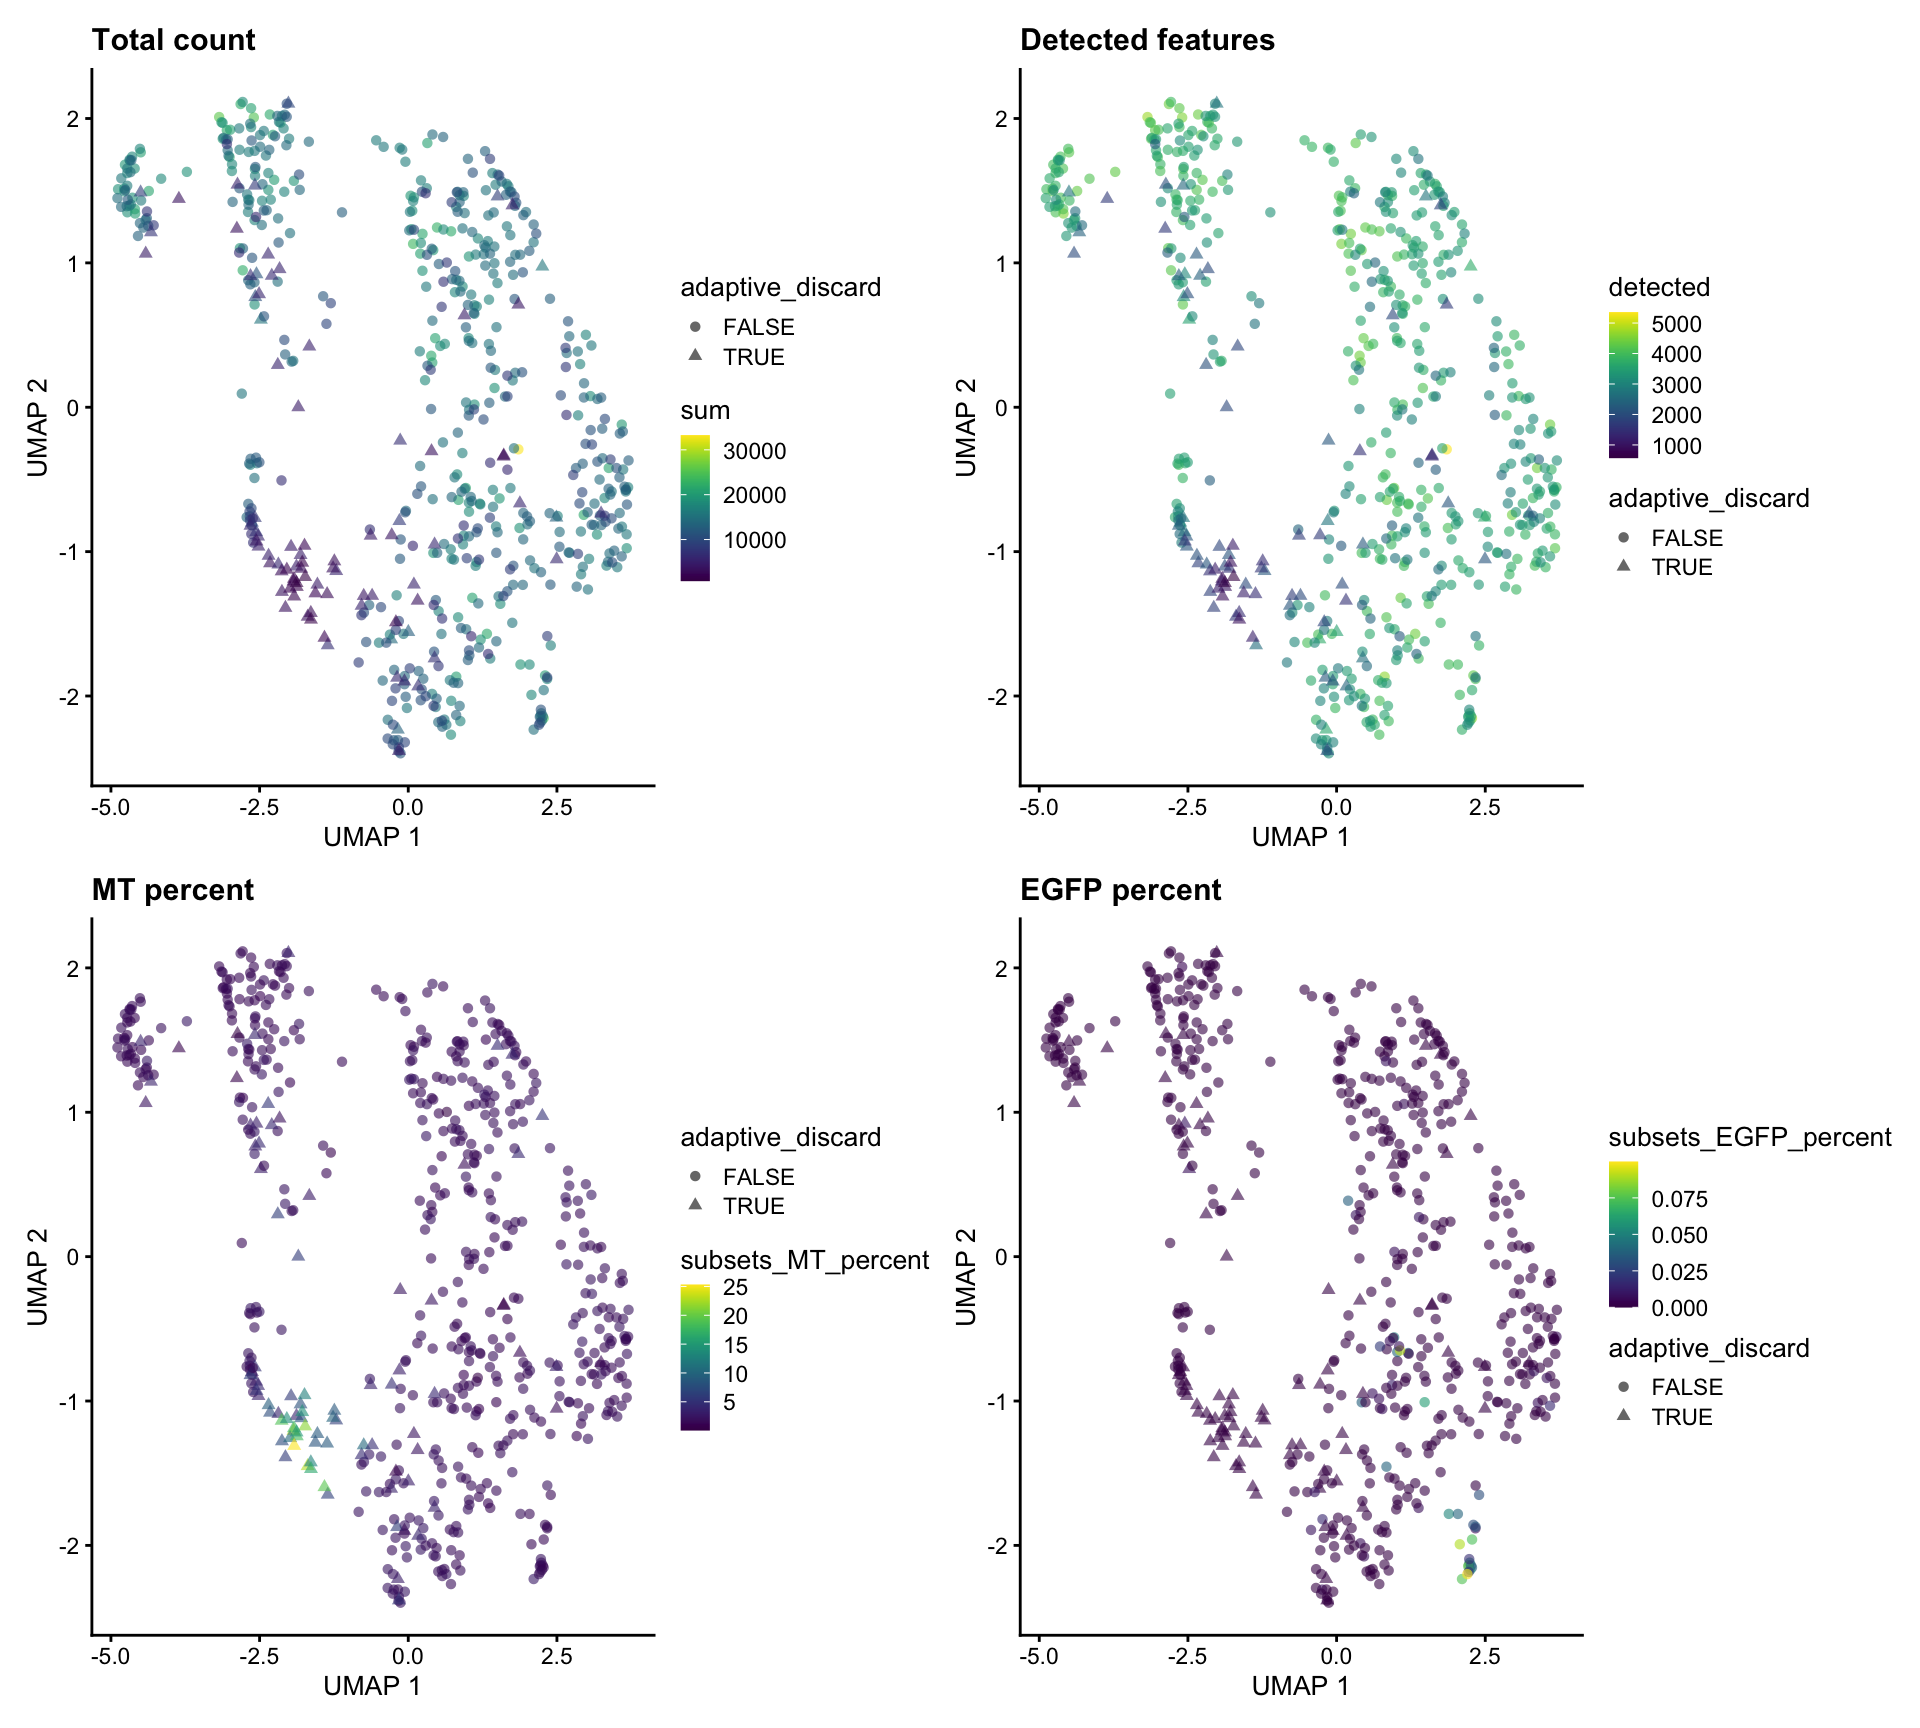 Total count
2
1
0
-1
-2
UMAP 2
-5.0 -2.5 0.0 2.5
UMAP 1
adaptive_discard
FALSE
TRUE
sum
30000
20000
10000
Detected features
2
1
0
-1
-2
UMAP 2
-5.0 -2.5 0.0 2.5
UMAP 1
detected
5000
4000
3000
2000
1000
adaptive_discard
FALSE
TRUE
MT percent
2
1
0
-1
-2
UMAP 2
-5.0 -2.5 0.0 2.5
UMAP 1
adaptive_discard
FALSE
TRUE
subsets_MT_percent
25
20
15
10
5
EGFP percent
2
1
0
-1
-2
UMAP 2
-5.0 -2.5 0.0 2.5
UMAP 1
subsets_EGFP_percent
0.075
0.050
0.025
0.000
adaptive_discard
FALSE
TRUE